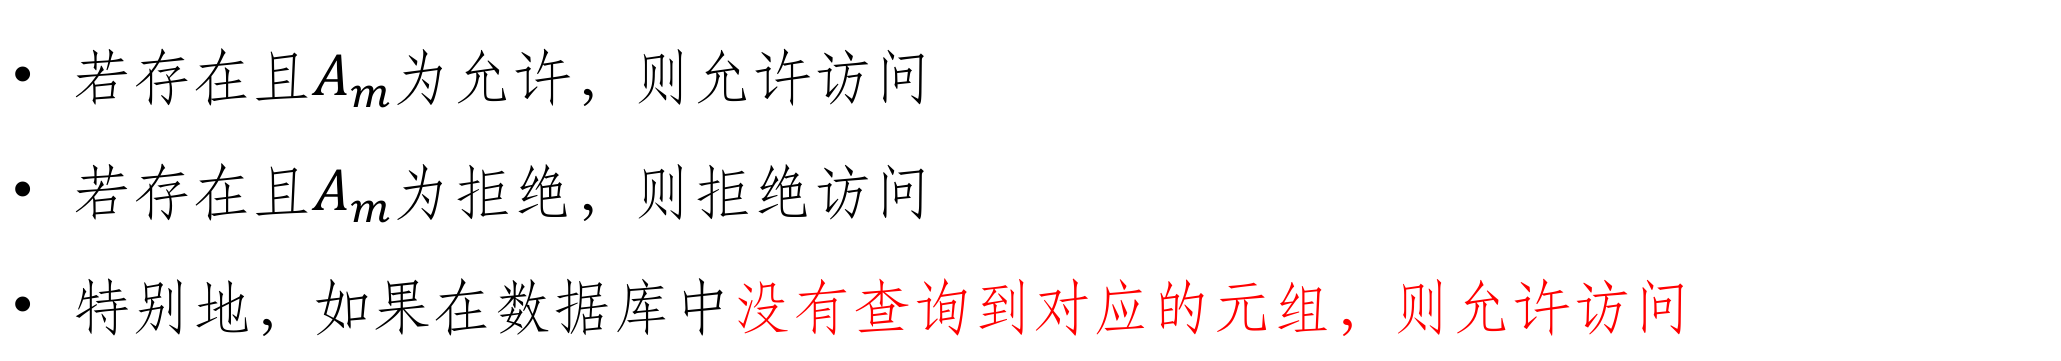 • 若存在且Aₘ为允许，则允许访问
• 若存在且Aₘ为拒绝，则拒绝访问
• 特别地，如果在数据库中没有查询到对应的元组，则允许访问